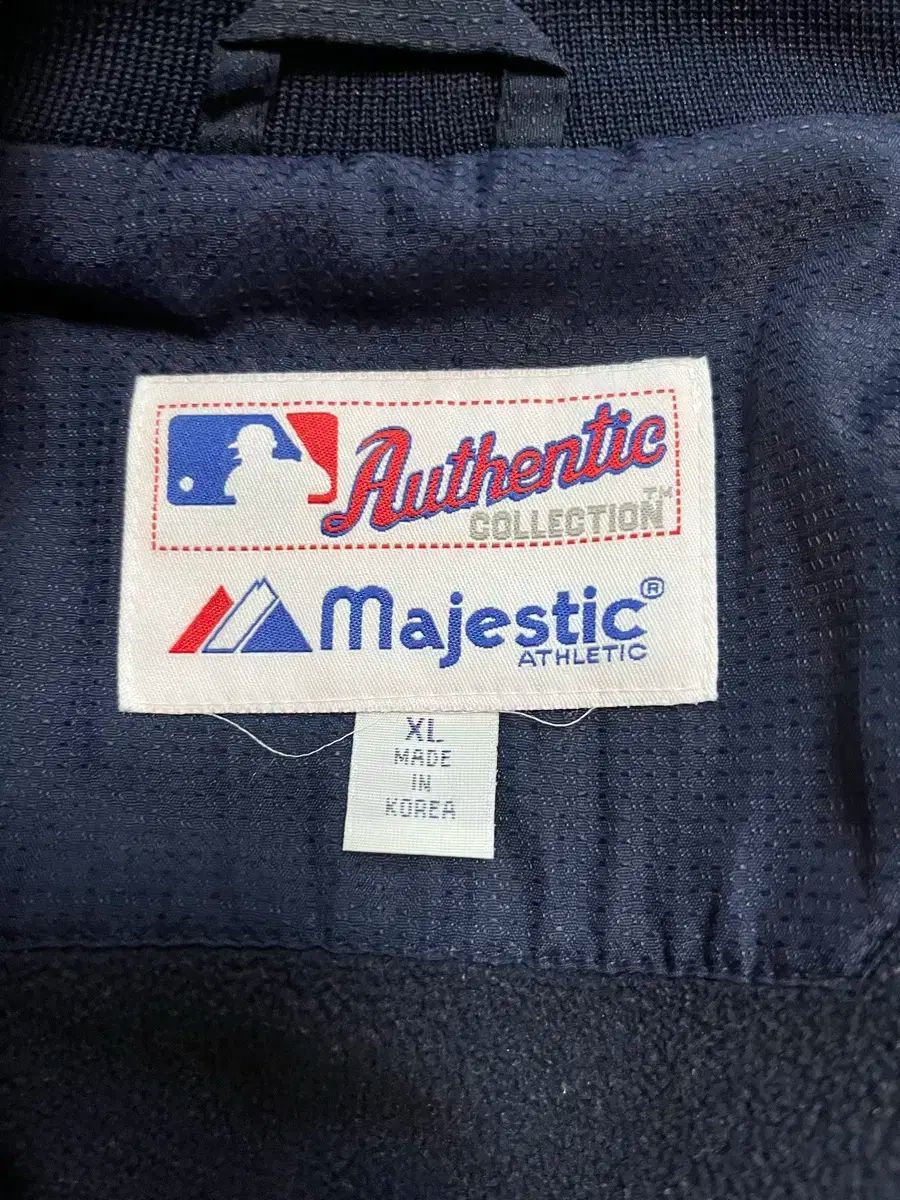 Authentic
COLLECTION™
Majestic®
ATHLETIC
XL
MADE
IN
KOREA